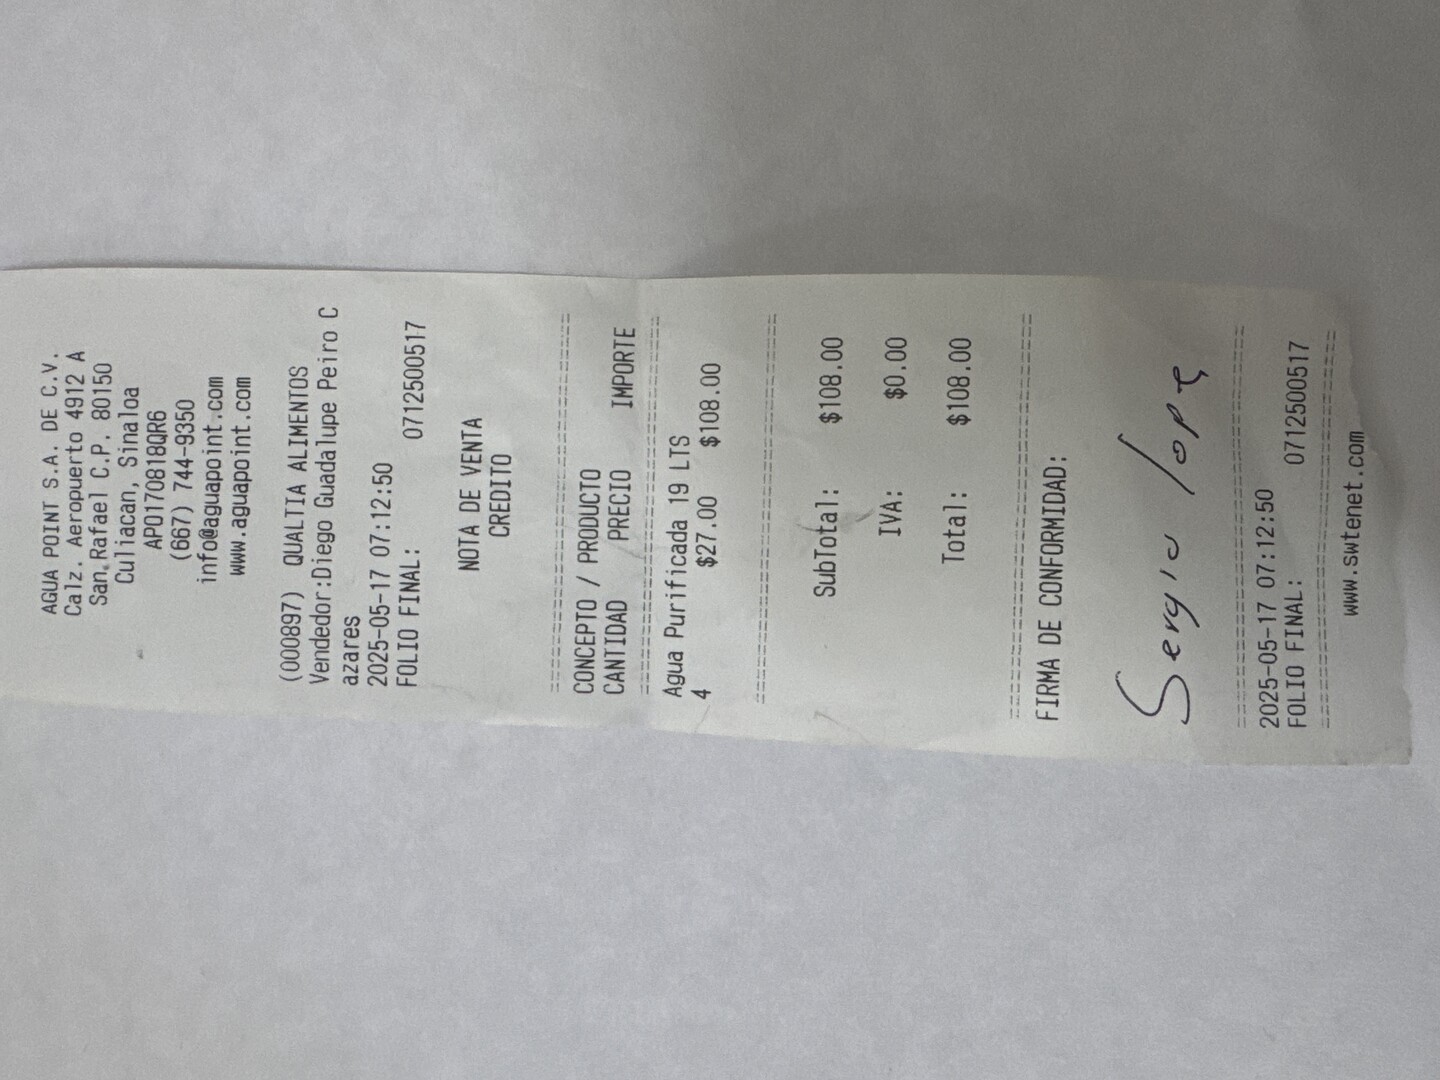 AGUA POINT S.A. DE C.V.
Calz. Aeropuerto 4912 A
San Rafael C.P. 80150
Culiacan, Sinaloa
APO170818QR6
(667) 744-9350
info@aguapoint.com
www.aguapoint.com
(000897) QUALTIA ALIMENTOS
Vendedor:Diego Guadalupe Peiro C
azares
2025-05-17 07:12:50
FOLIO FINAL: 0712500517
NOTA DE VENTA
CREDITO
================================
CONCEPTO / PRODUCTO
CANTIDAD PRECIO IMPORTE
================================
Agua Purificada 19 LTS
4 $27.00 $108.00
================================
SubTotal: $108.00
IVA: $0.00
Total: $108.00
================================
FIRMA DE CONFORMIDAD:
Sergio Lope
================================
2025-05-17 07:12:50
FOLIO FINAL: 0712500517
================================
www.swtenet.com